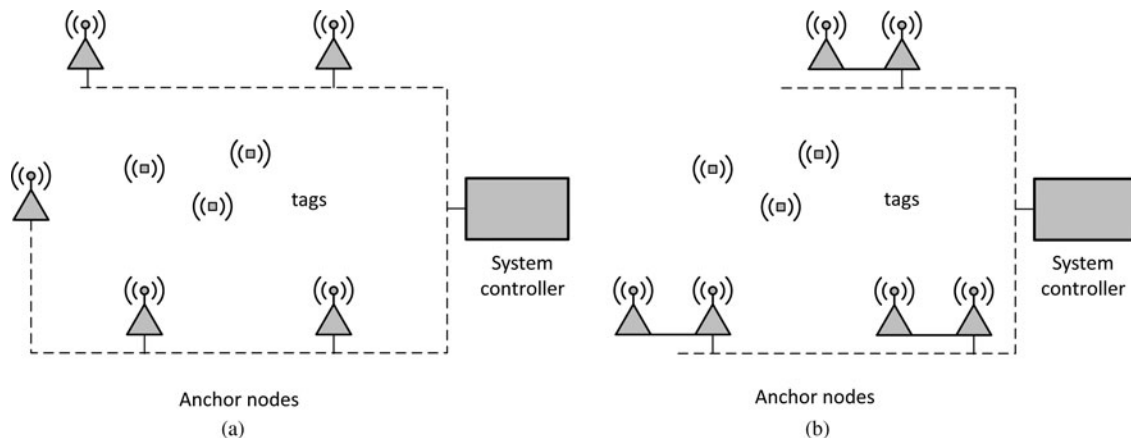 tags
System
controller
Anchor nodes
(a)
tags
System
controller
Anchor nodes
(b)